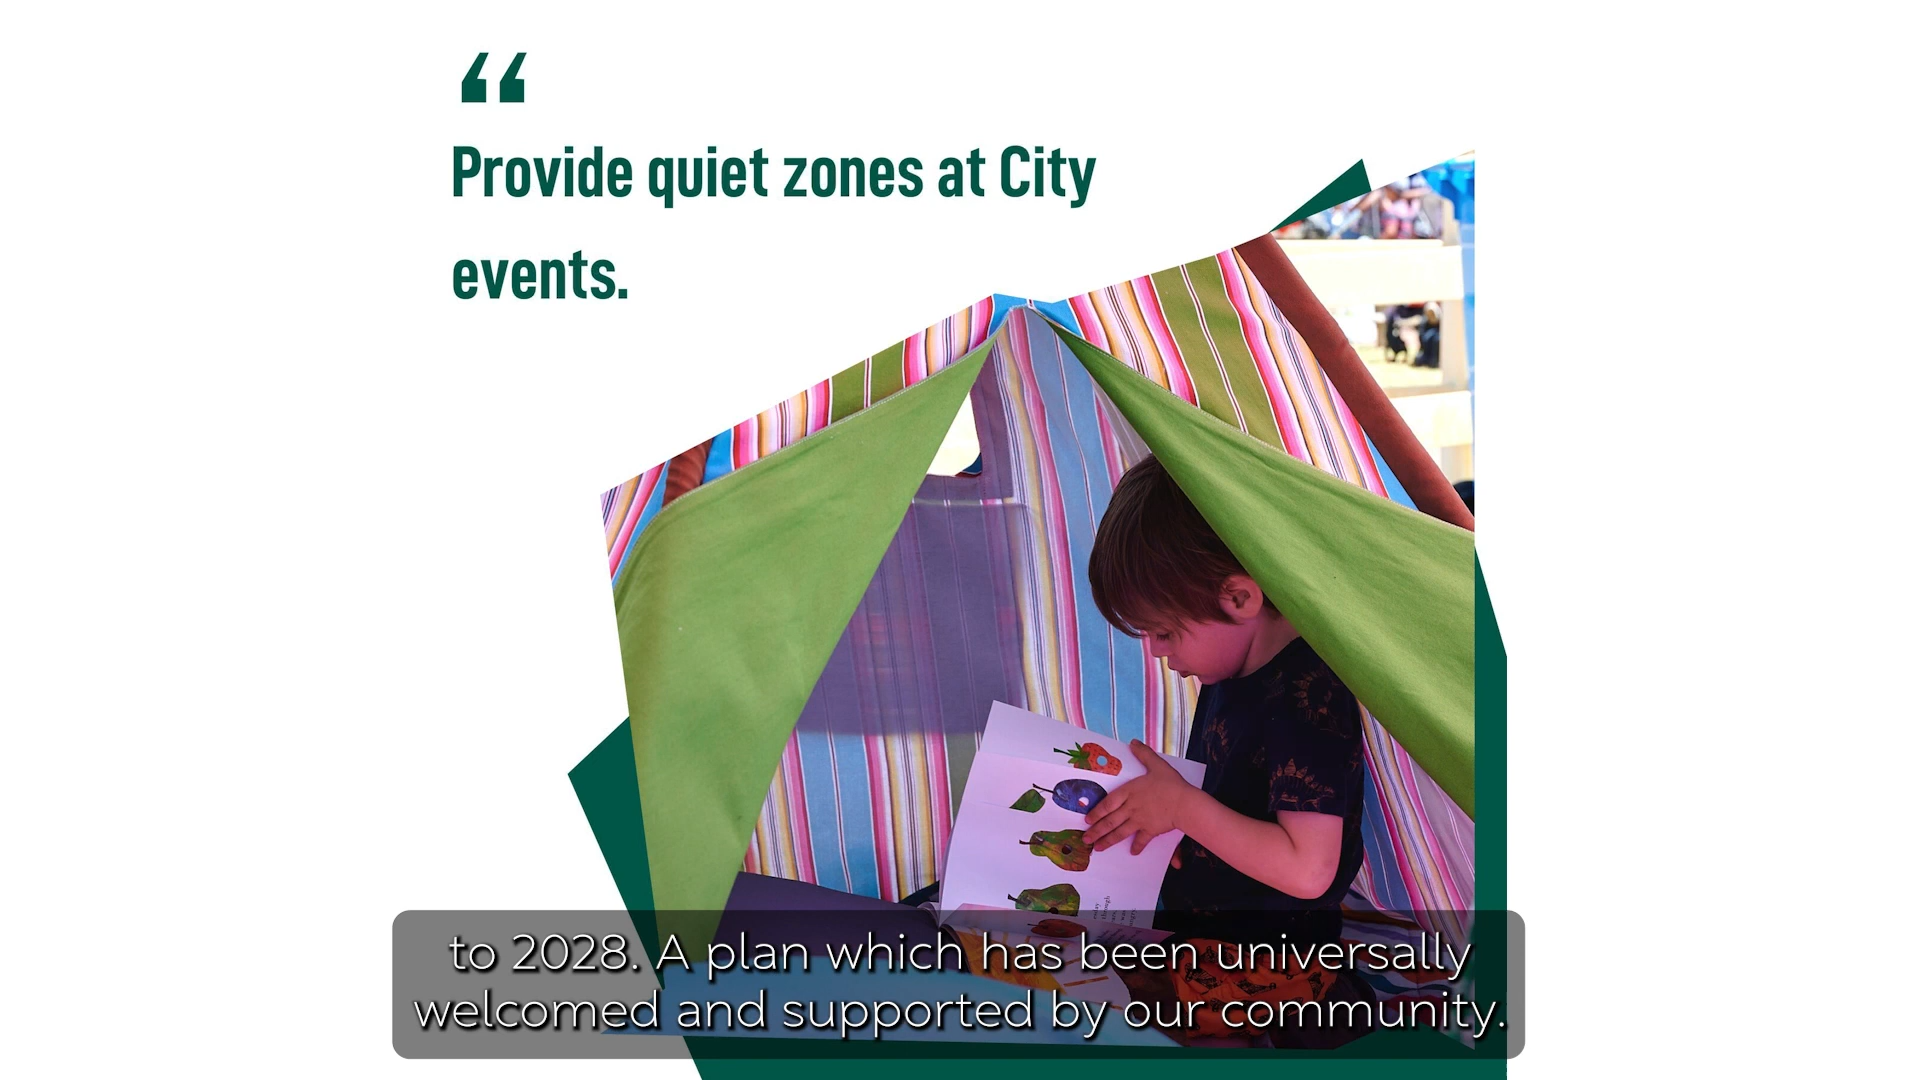 “
Provide quiet zones at City
events.
to 2028. A plan which has been universally
welcomed and supported by our community.